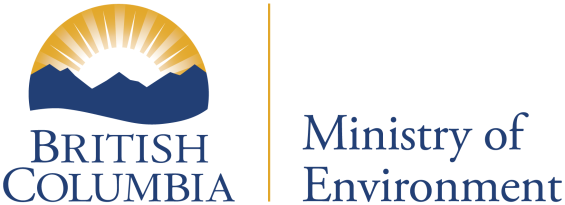 BRITISH
COLUMBIA
Ministry of
Environment